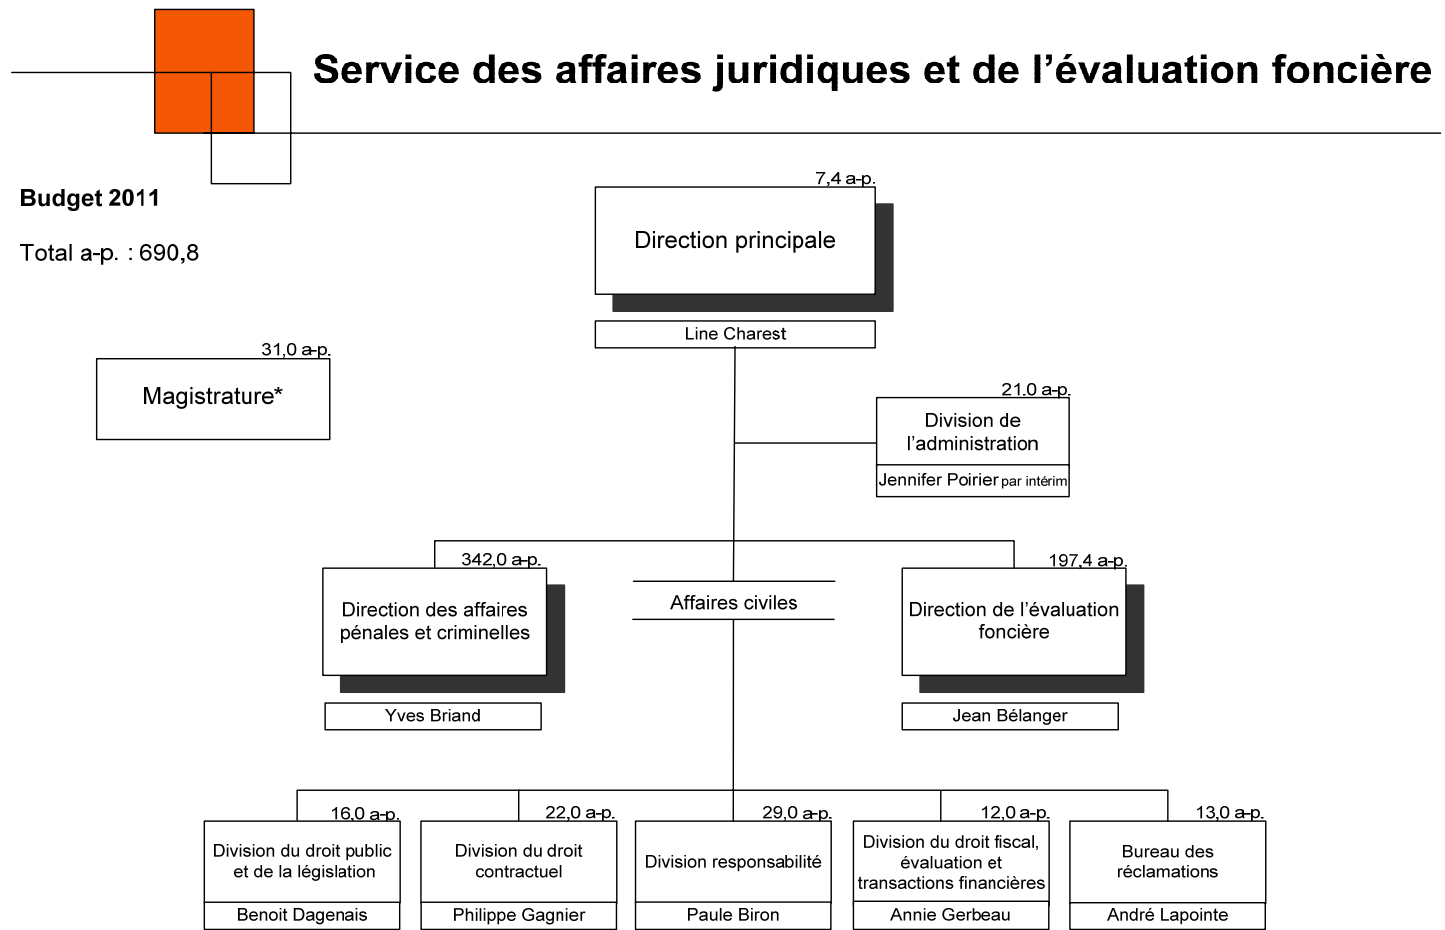 Service des affaires juridiques et de l’évaluation foncière
Budget 2011
Total a-p. : 690,8
7,4 a-p.
Direction principale
Line Charest
31,0 a-p.
Magistrature*
21.0 a-p.
Division de
l’administration
Jennifer Poirier par intérim
342,0 a-p.
Direction des affaires
pénales et criminelles
Yves Briand
Affaires civiles
197,4 a-p.
Direction de l’évaluation
foncière
Jean Bélanger
16,0 a-p.
Division du droit public
et de la législation
Benoit Dagenais
22,0 a-p.
Division du droit
contractuel
Philippe Gagnier
29,0 a-p.
Division responsabilité
Paule Biron
12,0 a-p.
Division du droit fiscal,
évaluation et
transactions financières
Annie Gerbeau
13,0 a-p.
Bureau des
réclamations
André Lapointe